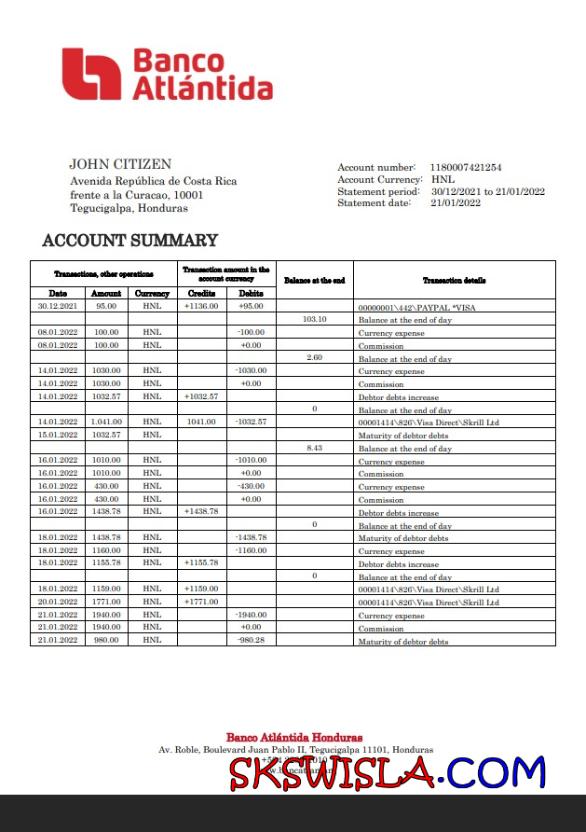 Banco
Atlántida
JOHN CITIZEN
Avenida República de Costa Rica
frente a la Curacao, 10001
Tegucigalpa, Honduras
Account number: 1180007421254
Account Currency: HNL
Statement period: 30/12/2021 to 21/01/2022
Statement date: 21/01/2022
ACCOUNT SUMMARY
Transactions, other operations Transaction amount in the account currency Balance at the end Transaction details
Date Amount Currency Credits Debits
30.12.2021 95.00 HNL +1136.00 +95.00 00000001\442\PAYPAL *VISA
103.10 Balance at the end of day
08.01.2022 100.00 HNL -100.00 Currency expense
08.01.2022 100.00 HNL +0.00 Commission
2.60 Balance at the end of day
14.01.2022 1030.00 HNL -1030.00 Currency expense
14.01.2022 1030.00 HNL +0.00 Commission
14.01.2022 1032.57 HNL +1032.57 Debtor debts increase
0 Balance at the end of day
14.01.2022 1.041.00 HNL 1041.00 -1032.57 00001414\826\Visa Direct\Skrill Ltd
15.01.2022 1032.57 HNL Maturity of debtor debts
8.43 Balance at the end of day
16.01.2022 1010.00 HNL -1010.00 Currency expense
16.01.2022 1010.00 HNL +0.00 Commission
16.01.2022 430.00 HNL -430.00 Currency expense
16.01.2022 430.00 HNL +0.00 Commission
16.01.2022 1438.78 HNL +1438.78 Debtor debts increase
0 Balance at the end of day
18.01.2022 1438.78 HNL -1438.78 Maturity of debtor debts
18.01.2022 1160.00 HNL -1160.00 Currency expense
18.01.2022 1155.78 HNL +1155.78 Debtor debts increase
0 Balance at the end of day
18.01.2022 1159.00 HNL +1159.00 00001414\826\Visa Direct\Skrill Ltd
20.01.2022 1771.00 HNL +1771.00 00001414\826\Visa Direct\Skrill Ltd
21.01.2022 1940.00 HNL -1940.00 Currency expense
21.01.2022 1940.00 HNL +0.00 Commission
21.01.2022 980.00 HNL -980.28 Maturity of debtor debts
Banco Atlántida Honduras
Av. Roble, Boulevard Juan Pablo II, Tegucigalpa 11101, Honduras
SKSWISLA.COM